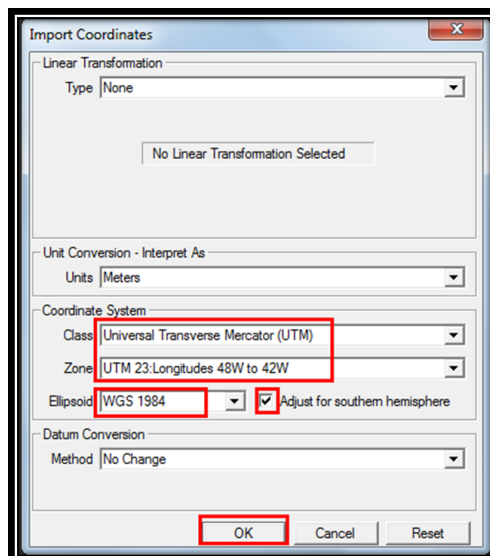 Import Coordinates
Linear Transformation
Type None
No Linear Transformation Selected
Unit Conversion - Interpret As
Units Meters
Coordinate System
Class Universal Transverse Mercator (UTM)
Zone UTM 23:Longitudes 48W to 42W
Ellipsoid WGS 1984 Adjust for southern hemisphere
Datum Conversion
Method No Change
OK Cancel Reset